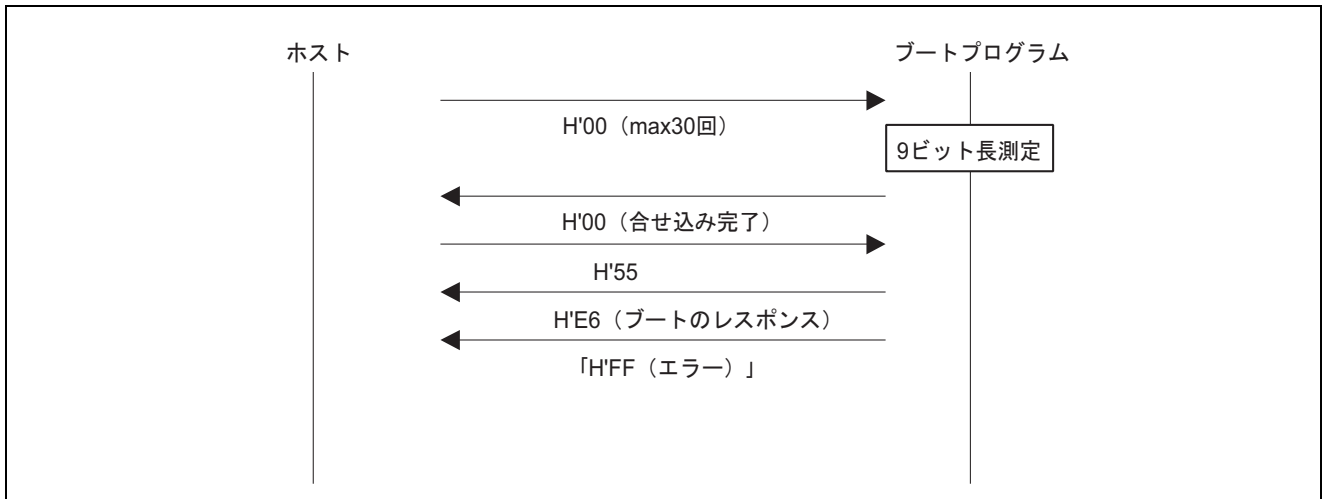 ホスト
ブートプログラム
H'00（max30回）
9ビット長測定
H'00（合せ込み完了）
H'55
H'E6（ブートのレスポンス）
「H'FF（エラー）」